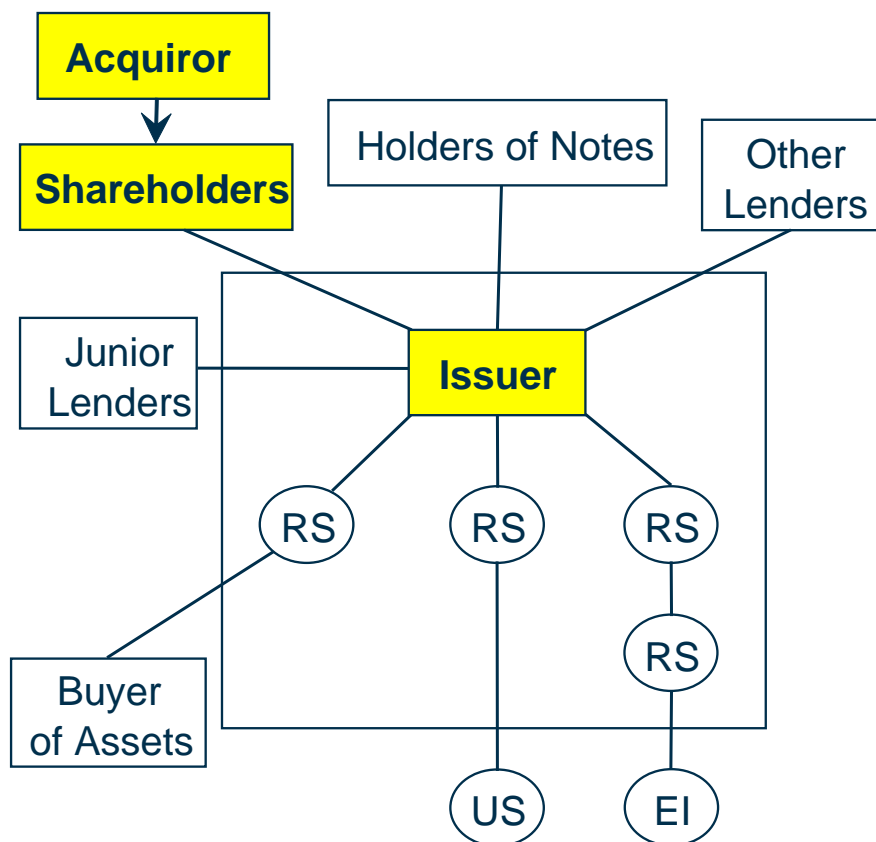 Acquiror
Holders of Notes
Other
Lenders
Shareholders
Junior
Lenders
Issuer
RS
RS
RS
RS
Buyer
of Assets
US
EI